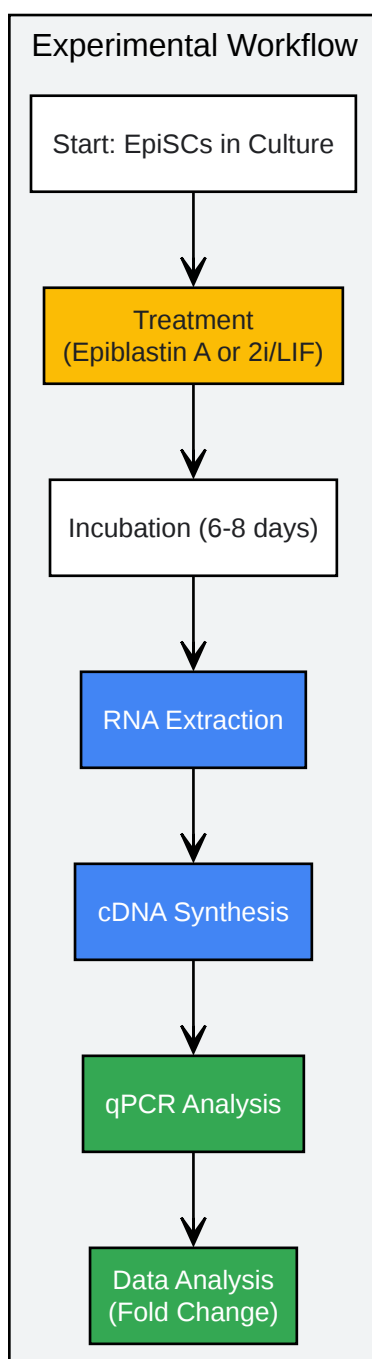 Experimental Workflow
Start: EpiSCs in Culture
Treatment
(Epiblastin A or 2i/LIF)
Incubation (6-8 days)
RNA Extraction
cDNA Synthesis
qPCR Analysis
Data Analysis
(Fold Change)